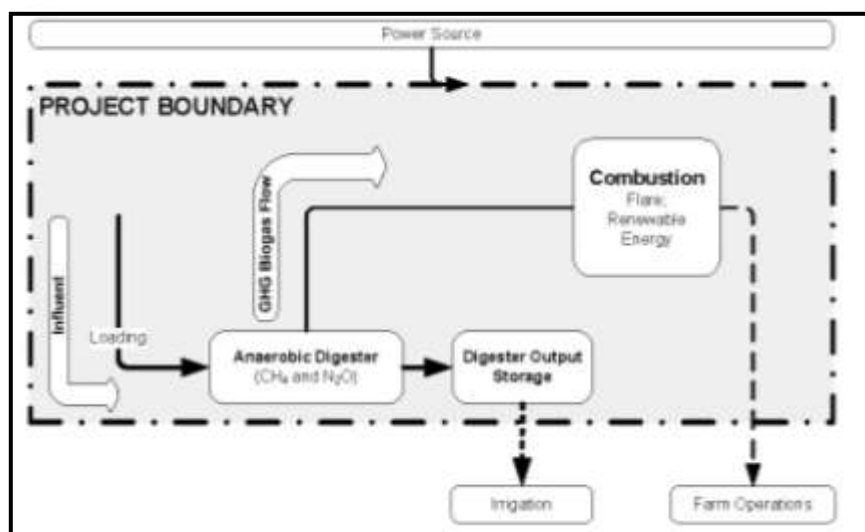 Power Source
PROJECT BOUNDARY
GHG Biogas Flow
Combustion
Flare;
Renewable
Energy
Influent
Loading
Anaerobic Digester
(CH₄ and N₂O)
Digester Output
Storage
Irrigation
Farm Operations